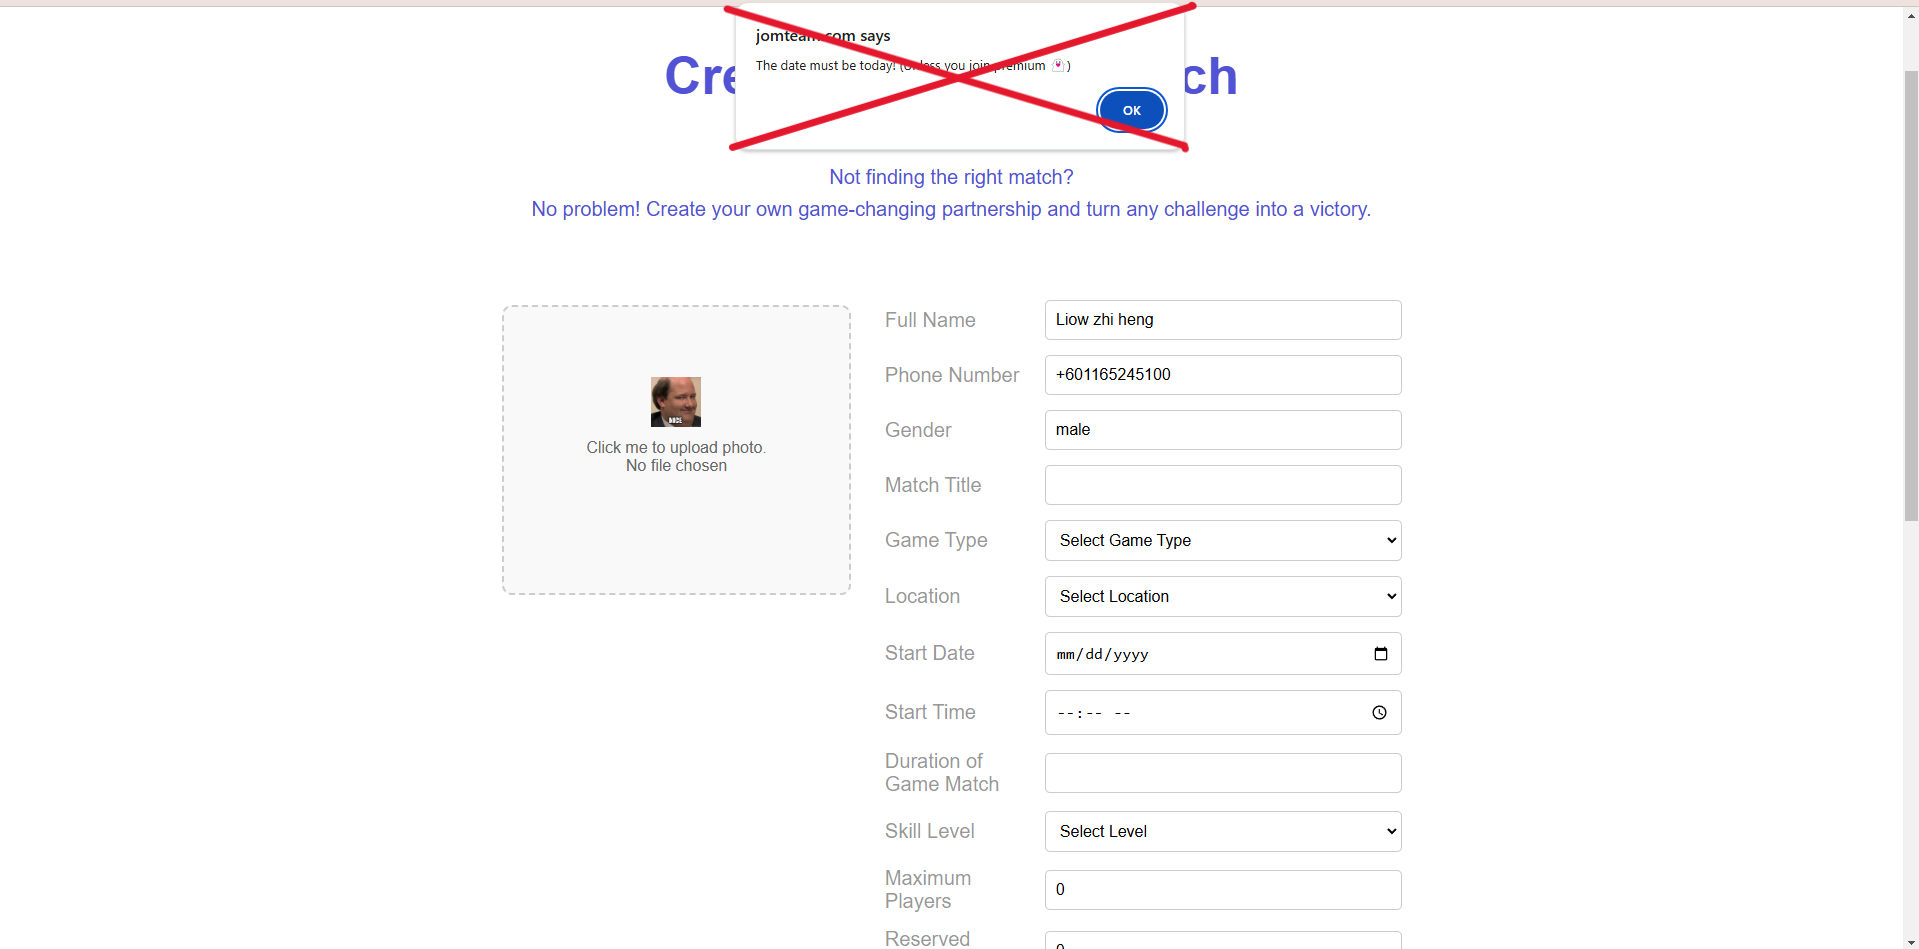 jomteam.com says
The date must be today! (Unless you join premium 👻)
OK
Cre ch
Not finding the right match?
No problem! Create your own game-changing partnership and turn any challenge into a victory.
Click me to upload photo.
No file chosen
Full Name
Liow zhi heng
Phone Number
+601165245100
Gender
male
Match Title
Game Type
Select Game Type
Location
Select Location
Start Date
mm/dd/yyyy
Start Time
--:-- --
Duration of
Game Match
Skill Level
Select Level
Maximum
Players
0
Reserved